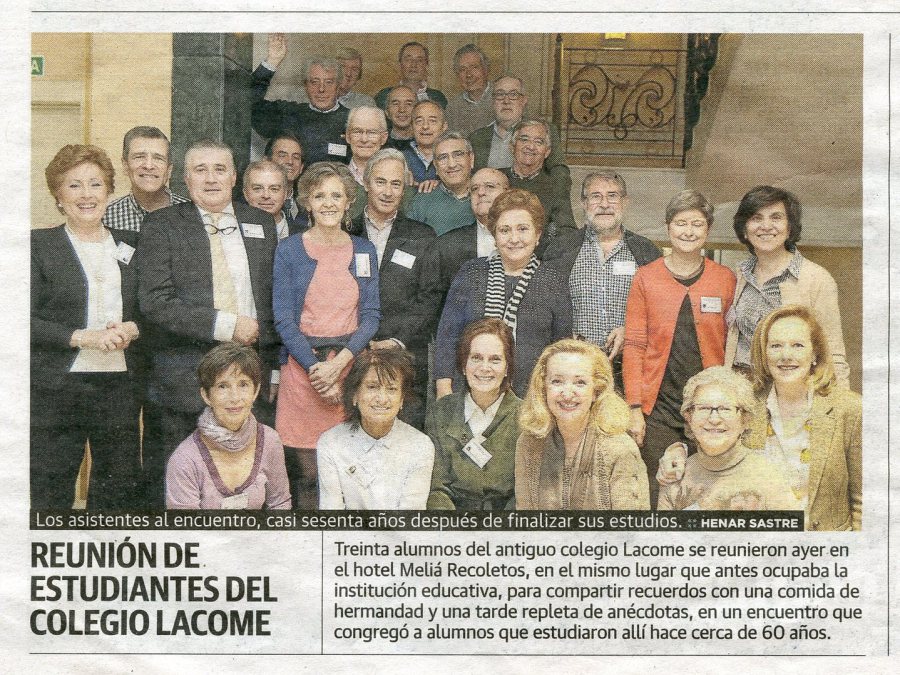 A
Los asistentes al encuentro, casi sesenta años después de finalizar sus estudios. :: HENAR SASTRE
REUNIÓN DE
ESTUDIANTES DEL
COLEGIO LACOME
Treinta alumnos del antiguo colegio Lacome se reunieron ayer en
el hotel Meliá Recoletos, en el mismo lugar que antes ocupaba la
institución educativa, para compartir recuerdos con una comida de
hermandad y una tarde repleta de anécdotas, en un encuentro que
congregó a alumnos que estudiaron allí hace cerca de 60 años.